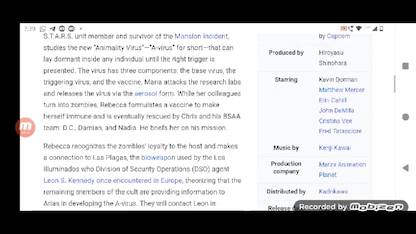 7:29
S.T.A.R.S. unit member and survivor of the Mansion Incident,
studies the new "Animality Virus"—"A-virus" for short—that can
lay dormant inside any individual until the right trigger is
presented. The virus has three components: the base virus, the
triggering virus, and the vaccine. Maria attacks the research labs
and releases the virus via the aerosol form. While her colleagues
turn into zombies, Rebecca formulates a vaccine to make
herself immune and is eventually rescued by Chris and his BSAA
team: D.C., Damian, and Nadia. He briefs her on his mission.
Rebecca recognizes the zombies' loyalty to the host and makes
a connection to Las Plagas, the bioweapon used by the Los
Illuminados who Division of Security Operations (DSO) agent
Leon S. Kennedy once encountered in Europe, theorizing that the
remaining members of the cult are providing information to
Arias in developing the A-virus. They will contact Leon in
by Capcom
Produced by Hiroyasu
Shinohara
Starring Kevin Dorman
Matthew Mercer
Erin Cahill
John DeMita
Cristina Vee
Fred Tatasciore
Music by Kenji Kawai
Production Marza Animation
company Planet
Distributed by Kadokawa
Release
Recorded by Mobizen